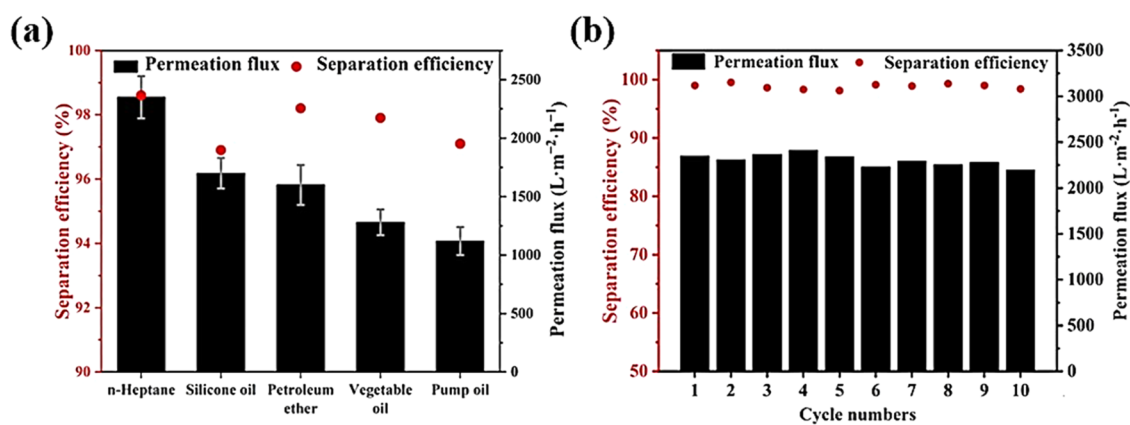 (a)
Permeation flux
Separation efficiency
Separation efficiency (%)
100
98
96
94
92
90
2500
2000
1500
1000
500
0
Permeation flux (L·m⁻²·h⁻¹)
n-Heptane
Silicone oil
Petroleum
ether
Vegetable
oil
Pump oil
(b)
Permeation flux
Separation efficiency
Separation efficiency (%)
100
90
80
70
60
50
3500
3000
2500
2000
1500
1000
500
0
Permeation flux (L·m⁻²·h⁻¹)
1 2 3 4 5 6 7 8 9 10
Cycle numbers